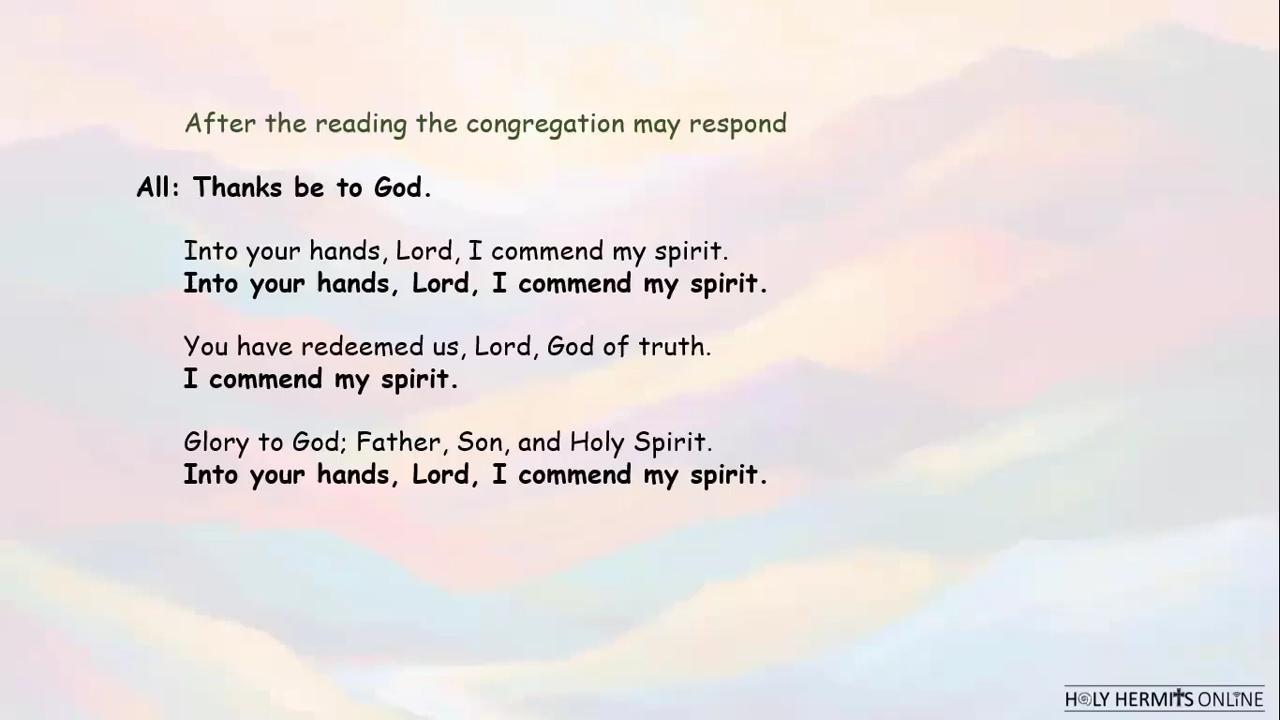 After the reading the congregation may respond
All: Thanks be to God.
Into your hands, Lord, I commend my spirit.
Into your hands, Lord, I commend my spirit.
You have redeemed us, Lord, God of truth.
I commend my spirit.
Glory to God; Father, Son, and Holy Spirit.
Into your hands, Lord, I commend my spirit.
HOLY HERMITS ONLINE